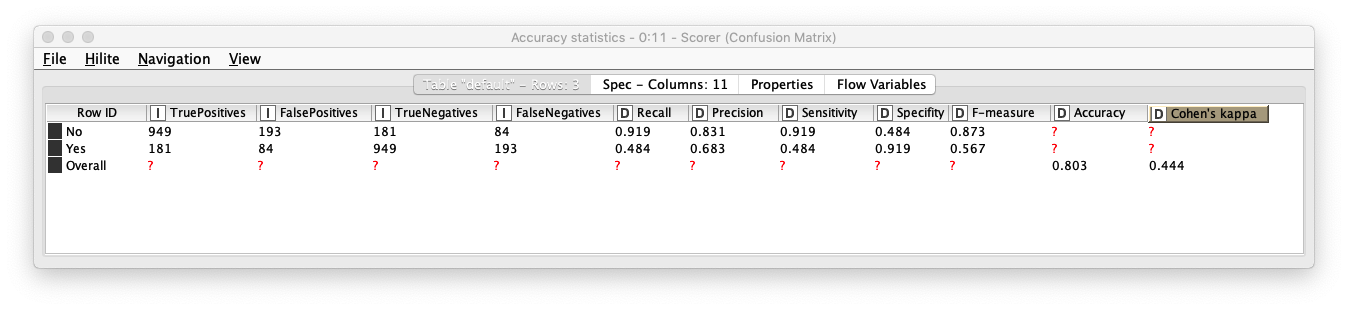 Accuracy statistics - 0:11 - Scorer (Confusion Matrix)
File Hilite Navigation View
Table "default" - Rows: 3 Spec - Columns: 11 Properties Flow Variables
Row ID I TruePositives I FalsePositives I TrueNegatives I FalseNegatives D Recall D Precision D Sensitivity D Specifity D F-measure D Accuracy D Cohen's kappa
No 949 193 181 84 0.919 0.831 0.919 0.484 0.873 ? ?
Yes 181 84 949 193 0.484 0.683 0.484 0.919 0.567 ? ?
Overall ? ? ? ? ? ? ? ? ? 0.803 0.444